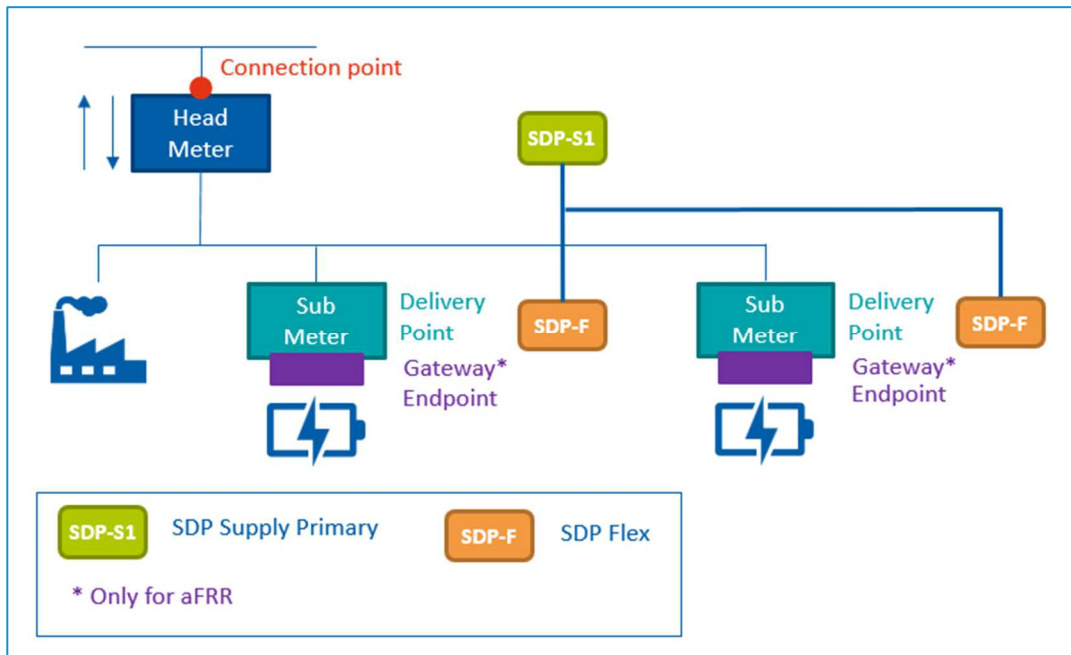 Connection point
Head
Meter
SDP-S1
Sub
Meter
Delivery
Point
SDP-F
Gateway*
Endpoint
Sub
Meter
Delivery
Point
SDP-F
Gateway*
Endpoint
SDP-S1
SDP Supply Primary
SDP-F
SDP Flex
* Only for aFRR